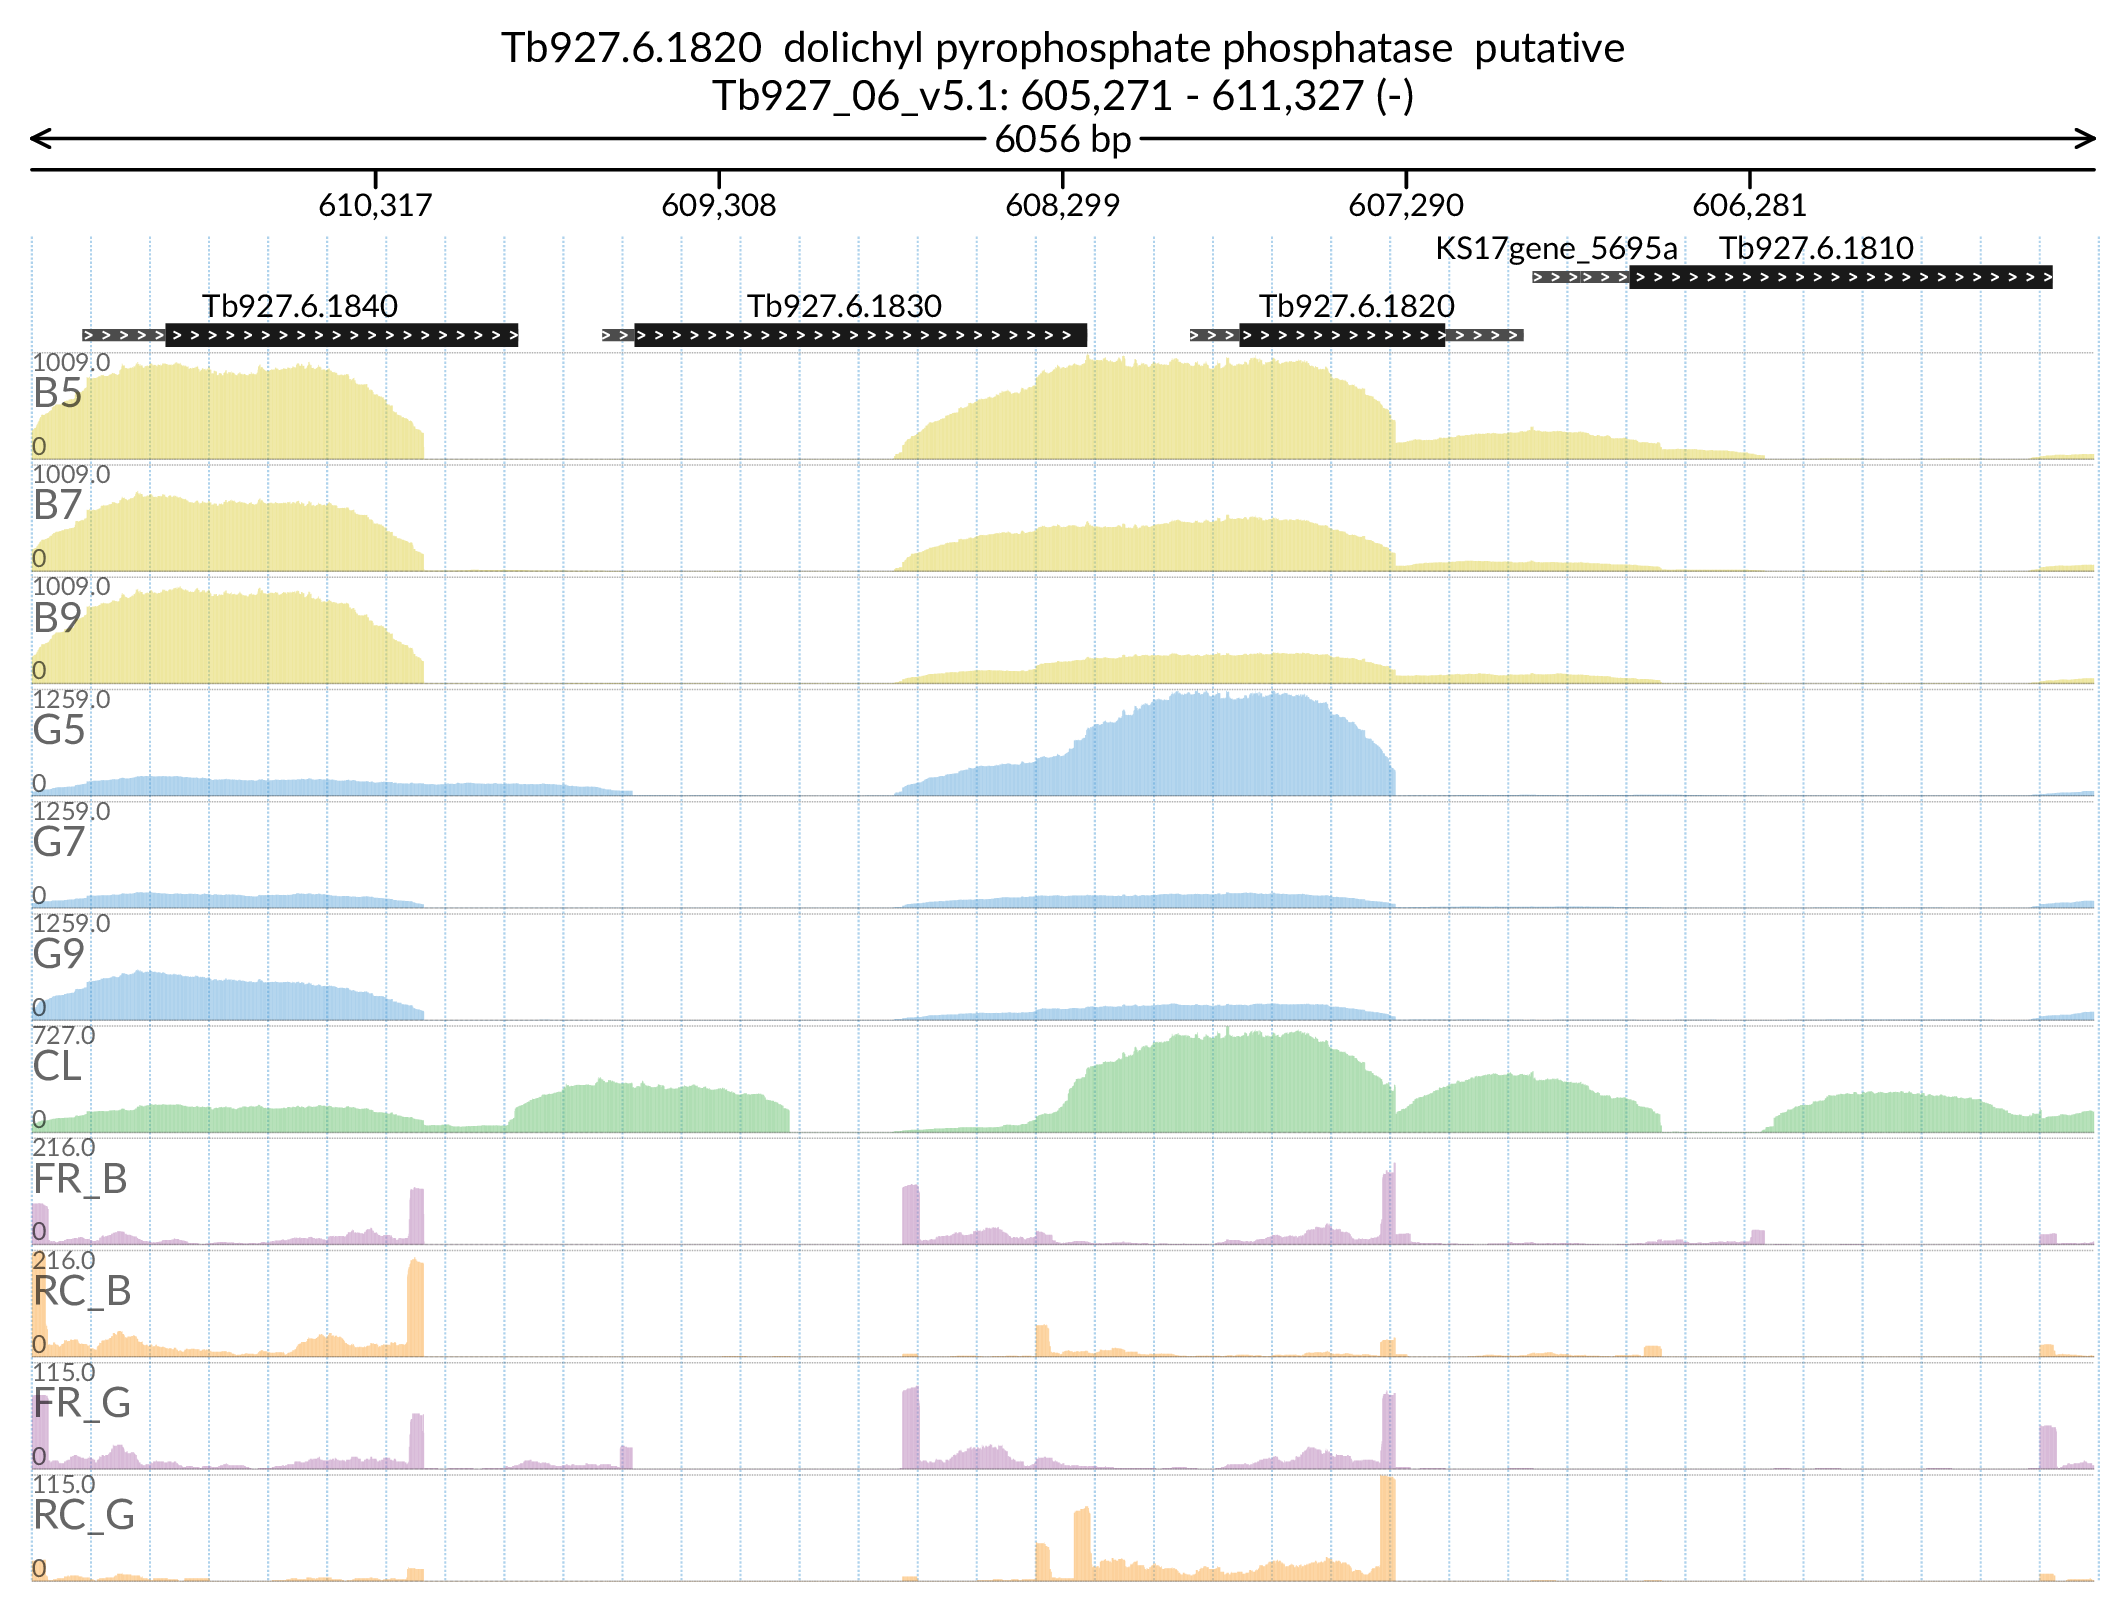 Tb927.6.1820  dolichyl pyrophosphate phosphatase  putative
Tb927_06_v5.1: 605,271 - 611,327 (-)
6056 bp
610,317 609,308 608,299 607,290 606,281
KS17gene_5695a Tb927.6.1810
Tb927.6.1840 Tb927.6.1830 Tb927.6.1820
1009.0
B5
0
1009.0
B7
0
1009.0
B9
0
1259.0
G5
0
1259.0
G7
0
1259.0
G9
0
727.0
CL
0
216.0
FR_B
0
216.0
RC_B
0
115.0
FR_G
0
115.0
RC_G
0